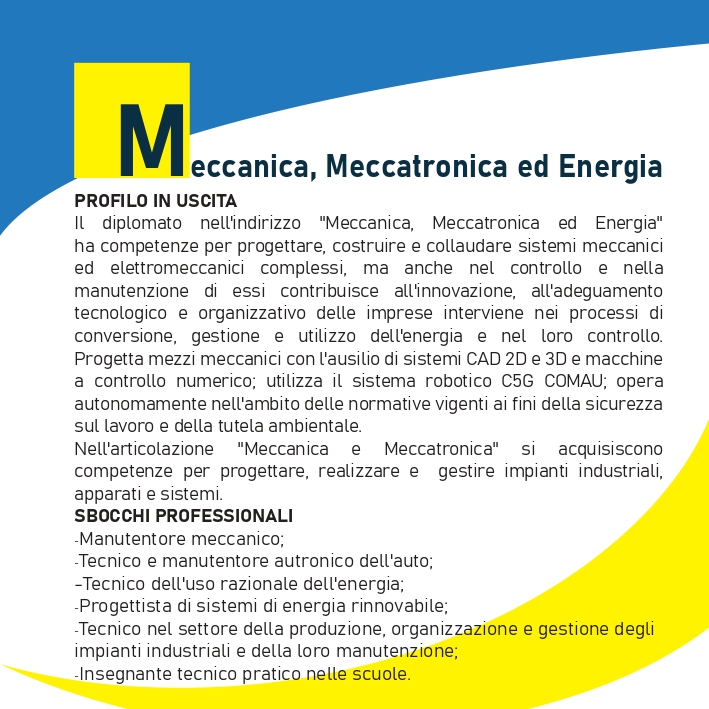 Meccanica, Meccatronica ed Energia
PROFILO IN USCITA
Il diplomato nell'indirizzo "Meccanica, Meccatronica ed Energia"
ha competenze per progettare, costruire e collaudare sistemi meccanici
ed elettromeccanici complessi, ma anche nel controllo e nella
manutenzione di essi contribuisce all'innovazione, all'adeguamento
tecnologico e organizzativo delle imprese interviene nei processi di
conversione, gestione e utilizzo dell'energia e nel loro controllo.
Progetta mezzi meccanici con l'ausilio di sistemi CAD 2D e 3D e macchine
a controllo numerico; utilizza il sistema robotico C5G COMAU; opera
autonomamente nell'ambito delle normative vigenti ai fini della sicurezza
sul lavoro e della tutela ambientale.
Nell'articolazione "Meccanica e Meccatronica" si acquisiscono
competenze per progettare, realizzare e gestire impianti industriali,
apparati e sistemi.
SBOCCHI PROFESSIONALI
-Manutentore meccanico;
-Tecnico e manutentore autronico dell'auto;
-Tecnico dell'uso razionale dell'energia;
-Progettista di sistemi di energia rinnovabile;
-Tecnico nel settore della produzione, organizzazione e gestione degli
impianti industriali e della loro manutenzione;
-Insegnante tecnico pratico nelle scuole.